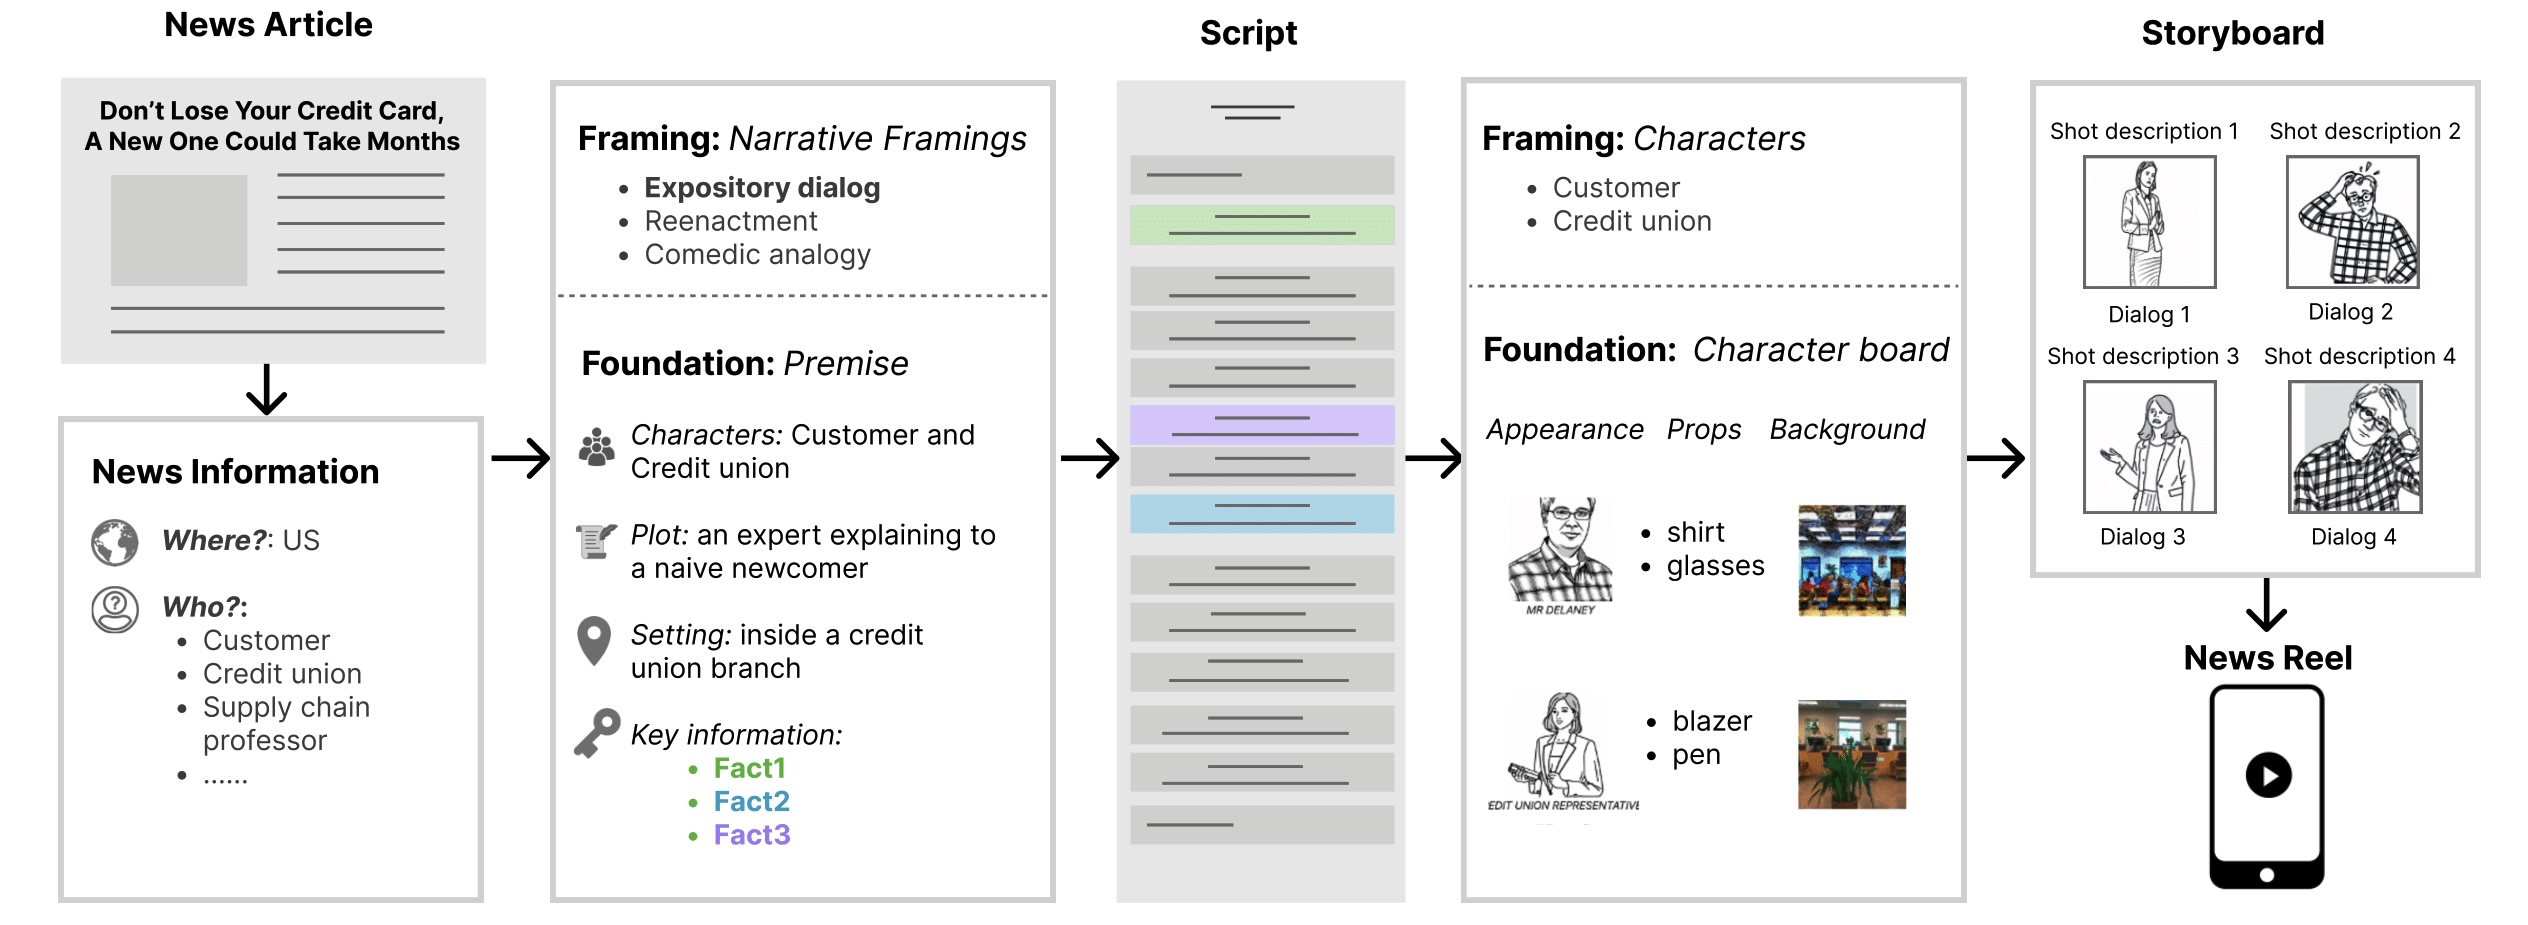 News Article
Don’t Lose Your Credit Card,
A New One Could Take Months
News Information
Where?: US
Who?:
• Customer
• Credit union
• Supply chain
professor
• ......
Framing: Narrative Framings
• Expository dialog
• Reenactment
• Comedic analogy
Foundation: Premise
Characters: Customer and
Credit union
Plot: an expert explaining to
a naive newcomer
Setting: inside a credit
union branch
Key information:
• Fact1
• Fact2
• Fact3
Script
Framing: Characters
• Customer
• Credit union
Foundation: Character board
Appearance Props Background
MR DELANEY
• shirt
• glasses
EDIT UNION REPRESENTATIVE
• blazer
• pen
Storyboard
Shot description 1
Shot description 2
Dialog 1
Dialog 2
Shot description 3
Shot description 4
Dialog 3
Dialog 4
News Reel